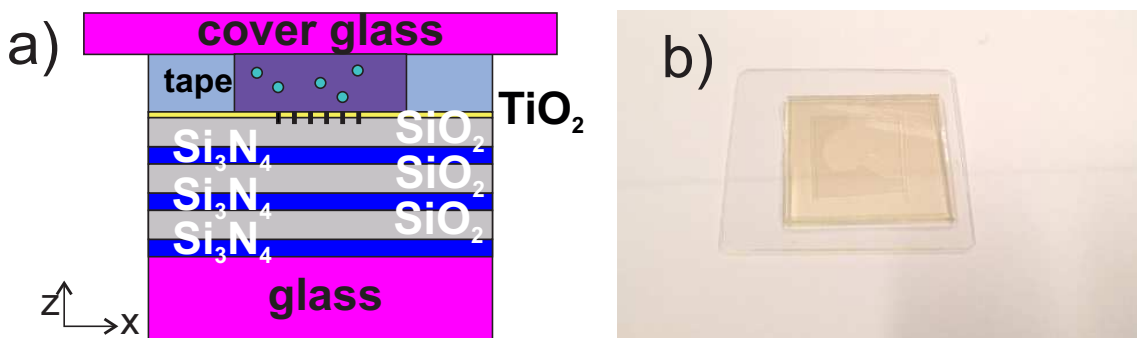 a)
cover glass
tape
TiO₂
SiO₂
Si₃N₄
SiO₂
Si₃N₄
SiO₂
Si₃N₄
glass
z
x
b)